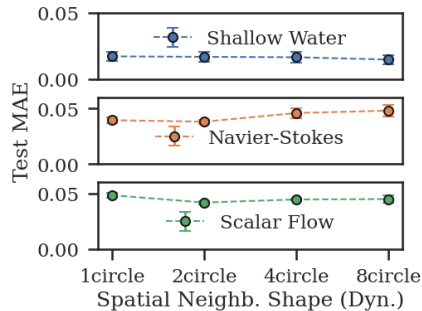 0.05
Shallow Water
0.00
Test MAE
0.05
Navier-Stokes
0.00
0.05
Scalar Flow
0.00
1circle 2circle 4circle 8circle
Spatial Neighb. Shape (Dyn.)